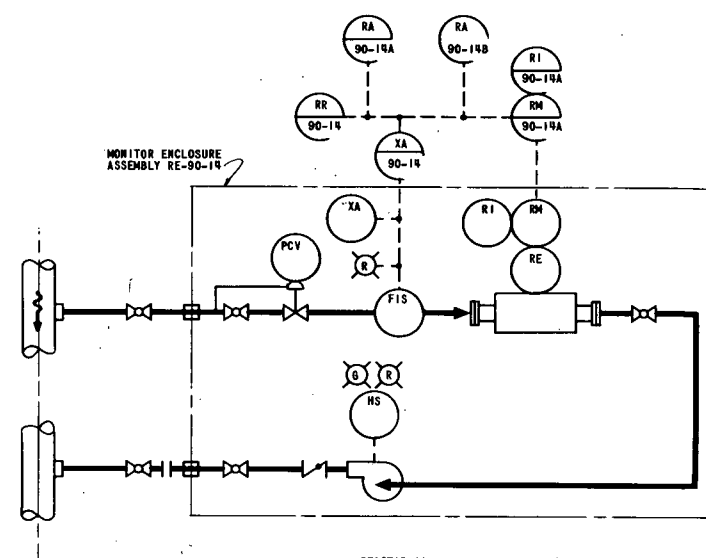 RA
90-14A
RA
90-14B
RI
90-14A
RR
90-14
RM
90-14A
XA
90-14
MONITOR ENCLOSURE
ASSEMBLY RE-90-14
XA
RI
RM
PCV
RE
R
FIS
G
R
HS